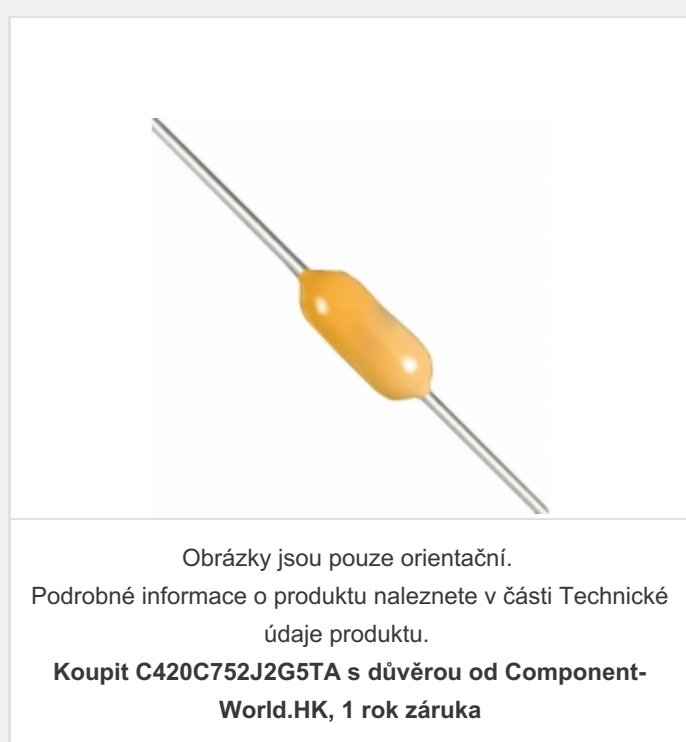 Obrázky jsou pouze orientační.
Podrobné informace o produktu naleznete v části Technické
údaje produktu.
Koupit C420C752J2G5TA s důvěrou od Component-
World.HK, 1 rok záruka